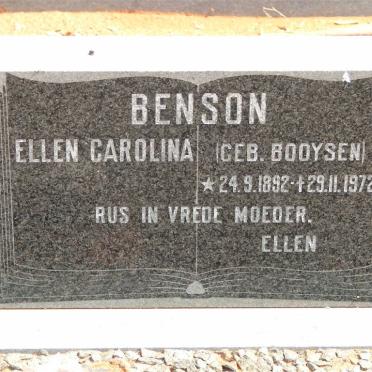 BENSON
ELLEN CAROLINA (GEB. BOOYSEN)
★24.9.1892-†29.11.1972
RUS IN VREDE MOEDER.
ELLEN